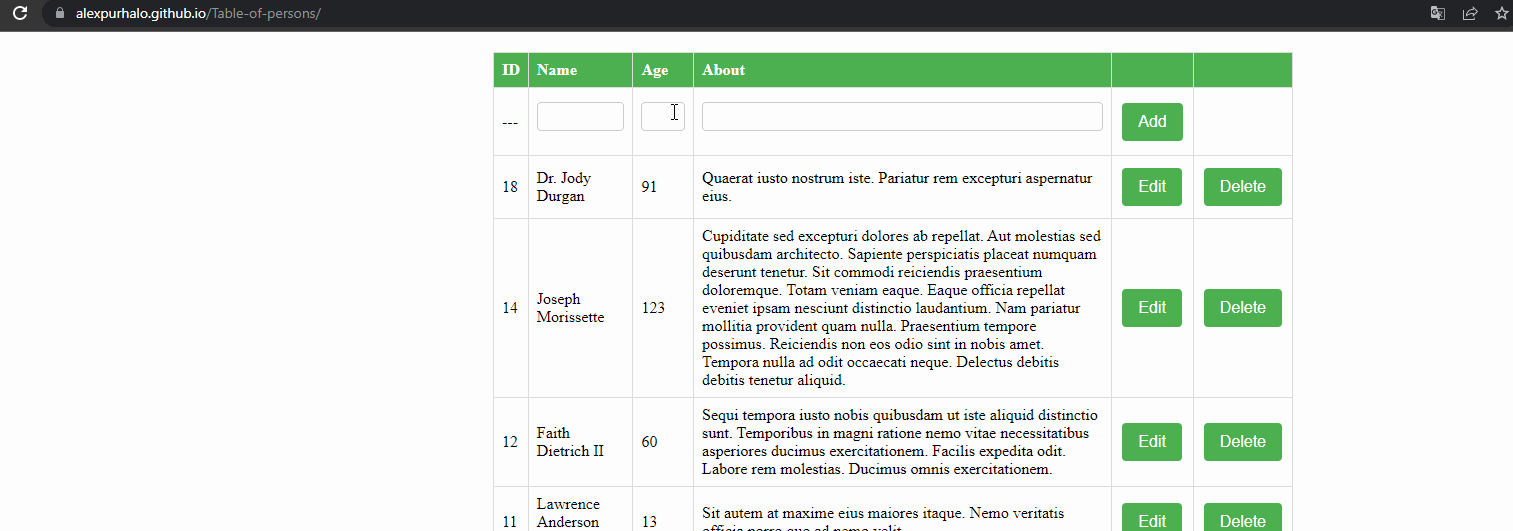 alexpurhalo.github.io/Table-of-persons/
ID Name Age About
--- Add
18 Dr. Jody Durgan 91 Quaerat iusto nostrum iste. Pariatur rem excepturi aspernatur
eius.
Edit Delete
14 Joseph Morissette 123 Cupiditate sed excepturi dolores ab repellat. Aut molestias sed
quibusdam architecto. Sapiente perspiciatis placeat numquam
deserunt tenetur. Sit commodi reiciendis praesentium
doloremque. Totam veniam eaque. Eaque officia repellat
eveniet ipsam nesciunt distinctio laudantium. Nam pariatur
mollitia provident quam nulla. Praesentium tempore
possimus. Reiciendis non eos odio sint in nobis amet.
Tempora nulla ad odit occaecati neque. Delectus debitis
debitis tenetur aliquid.
Edit Delete
12 Faith Dietrich II 60 Sequi tempora iusto nobis quibusdam ut iste aliquid distinctio
sunt. Temporibus in magni ratione nemo vitae necessitatibus
asperiores ducimus exercitationem. Facilis expedita odit.
Labore rem molestias. Ducimus omnis exercitationem.
Edit Delete
11 Lawrence Anderson 13 Sit autem at maxime eius maiores itaque. Nemo veritatis
Edit Delete